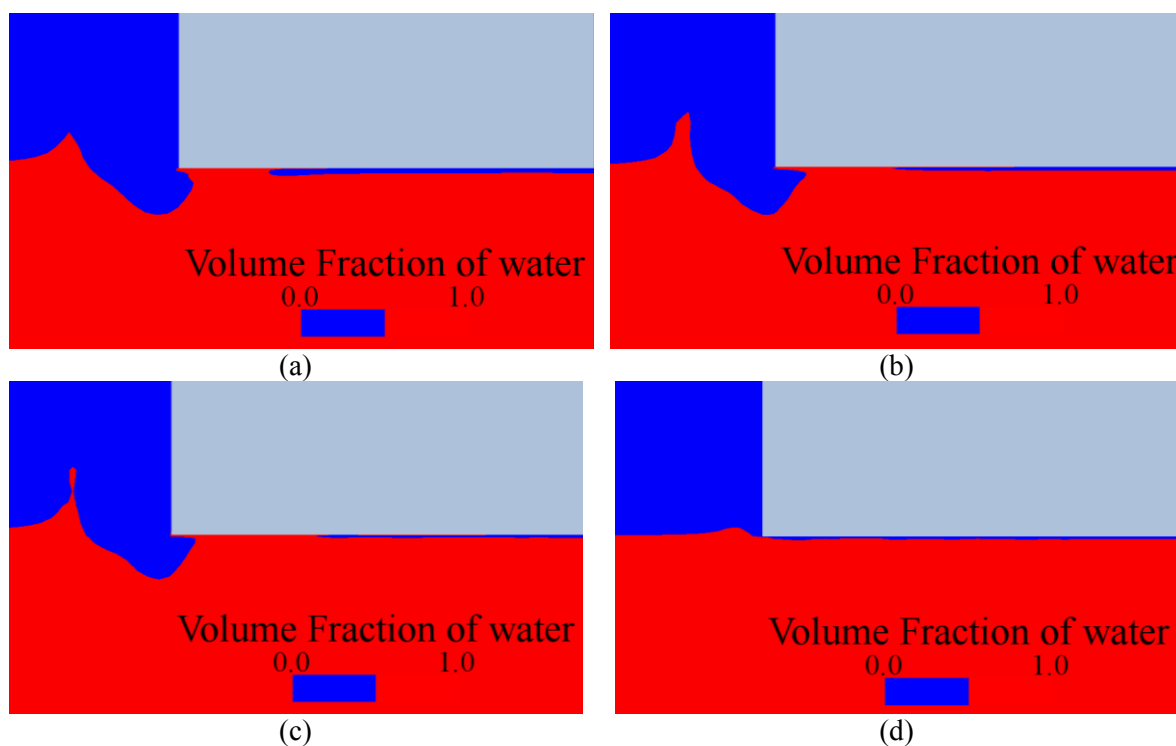 Volume Fraction of water
0.0 1.0
(a)
Volume Fraction of water
0.0 1.0
(b)
Volume Fraction of water
0.0 1.0
(c)
Volume Fraction of water
0.0 1.0
(d)